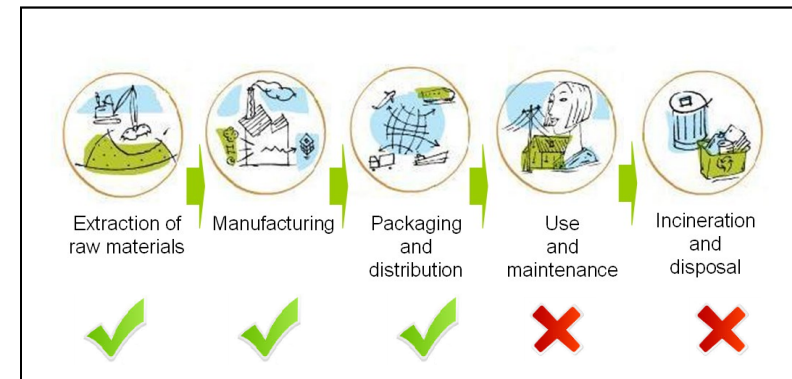 Extraction of
raw materials
Manufacturing
Packaging
and
distribution
Use
and
maintenance
Incineration
and
disposal